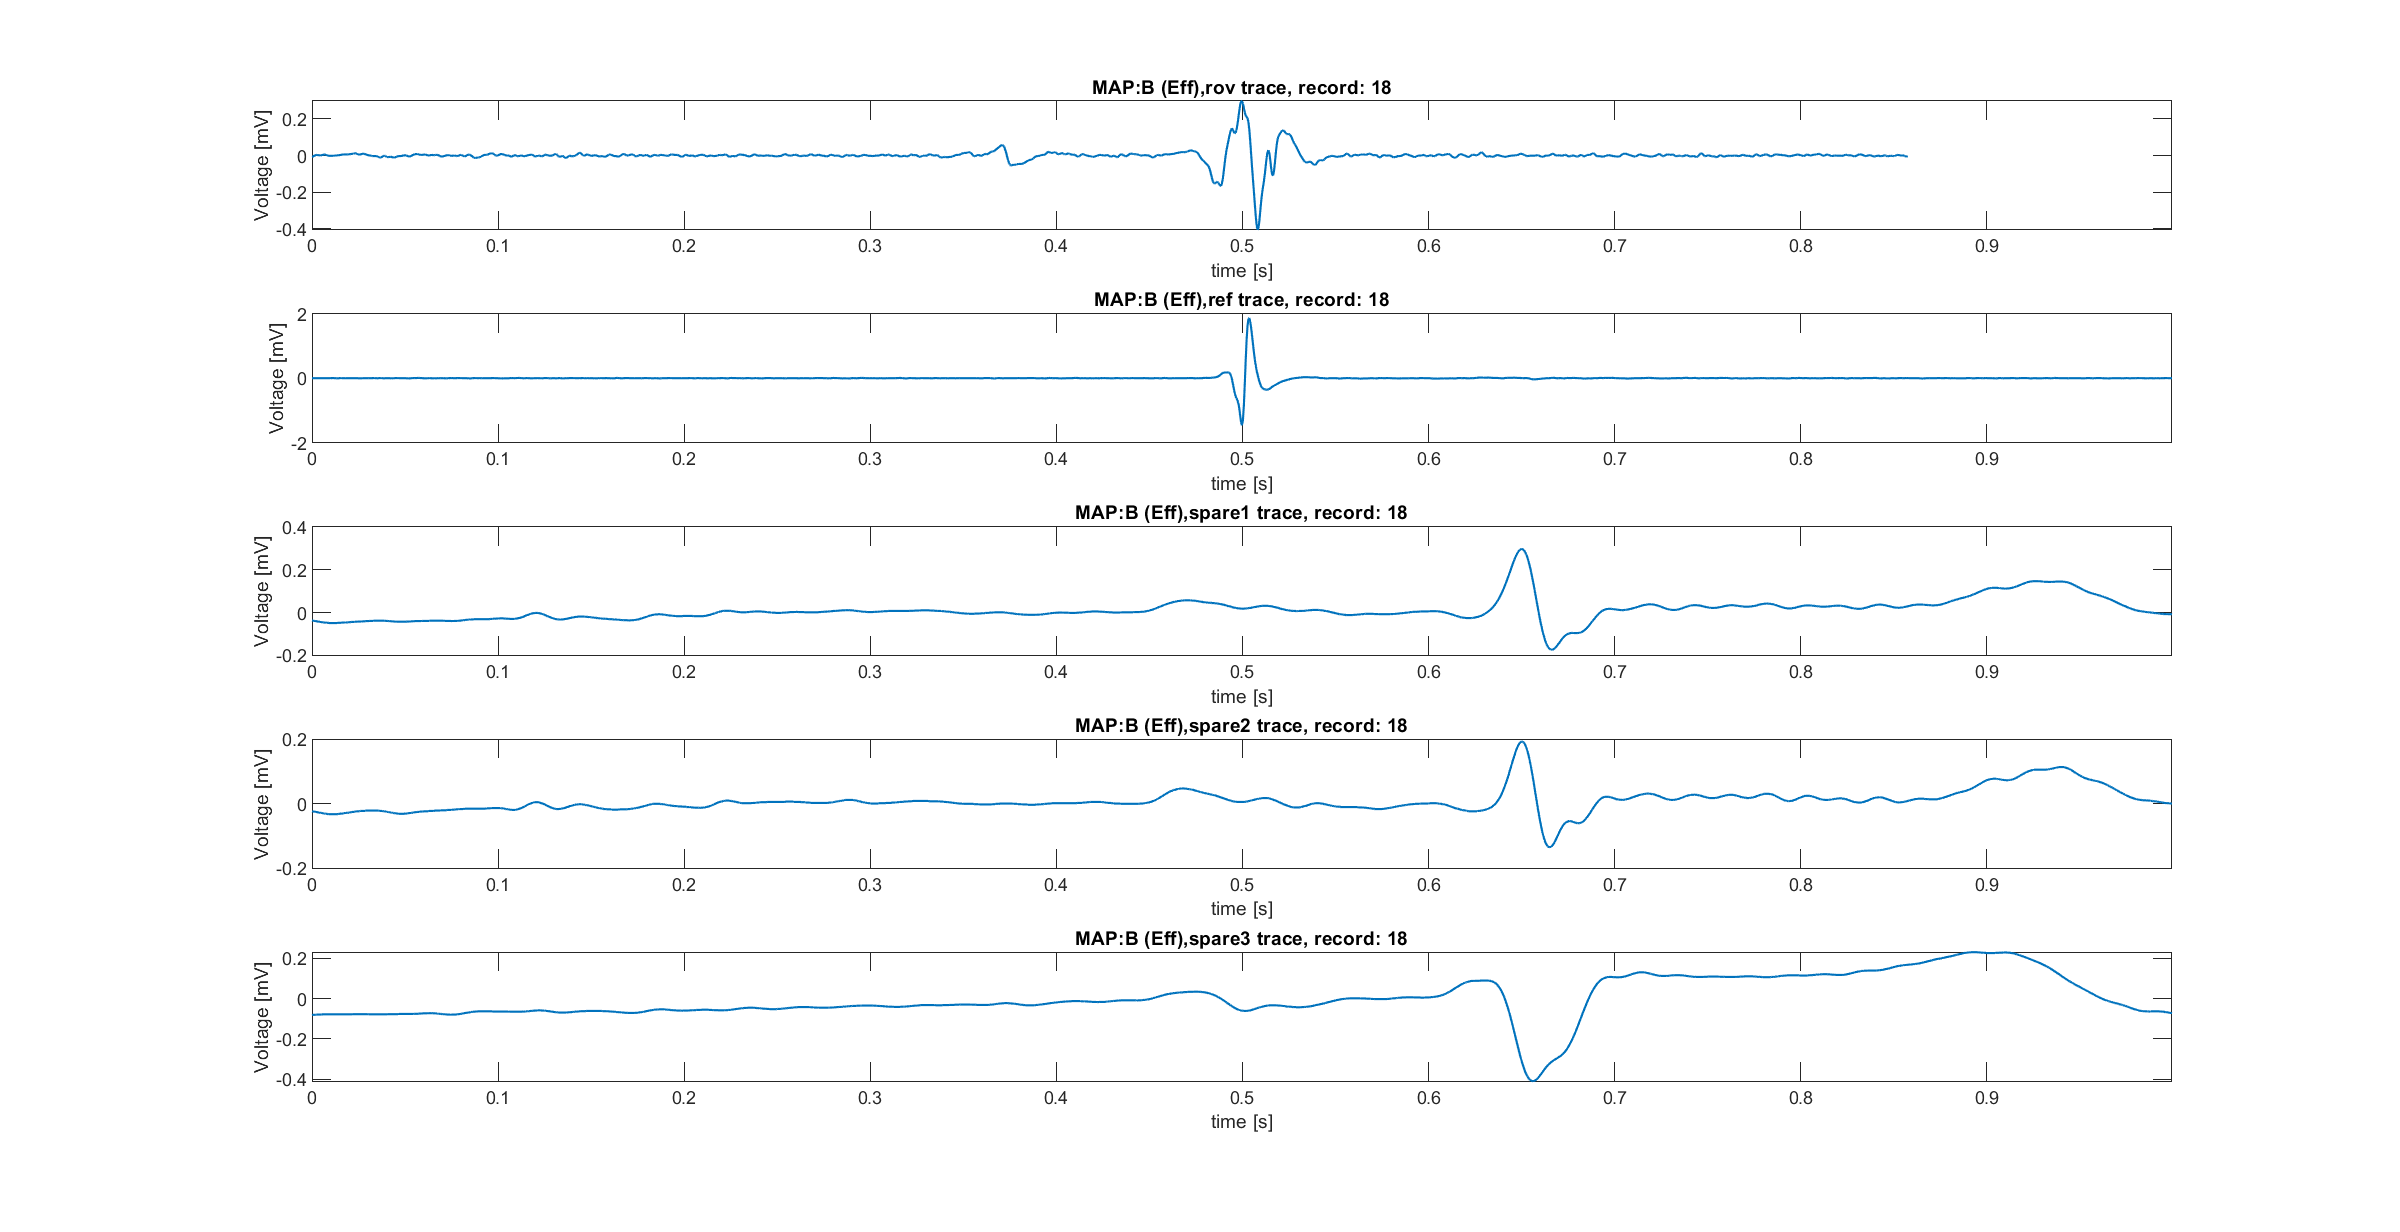 MAP:B (Eff),rov trace, record: 18
Voltage [mV]
0.2
0
-0.2
-0.4
0 0.1 0.2 0.3 0.4 0.5 0.6 0.7 0.8 0.9
time [s]
MAP:B (Eff),ref trace, record: 18
Voltage [mV]
2
0
-2
0 0.1 0.2 0.3 0.4 0.5 0.6 0.7 0.8 0.9
time [s]
MAP:B (Eff),spare1 trace, record: 18
Voltage [mV]
0.4
0.2
0
-0.2
0 0.1 0.2 0.3 0.4 0.5 0.6 0.7 0.8 0.9
time [s]
MAP:B (Eff),spare2 trace, record: 18
Voltage [mV]
0.2
0
-0.2
0 0.1 0.2 0.3 0.4 0.5 0.6 0.7 0.8 0.9
time [s]
MAP:B (Eff),spare3 trace, record: 18
Voltage [mV]
0.2
0
-0.2
-0.4
0 0.1 0.2 0.3 0.4 0.5 0.6 0.7 0.8 0.9
time [s]